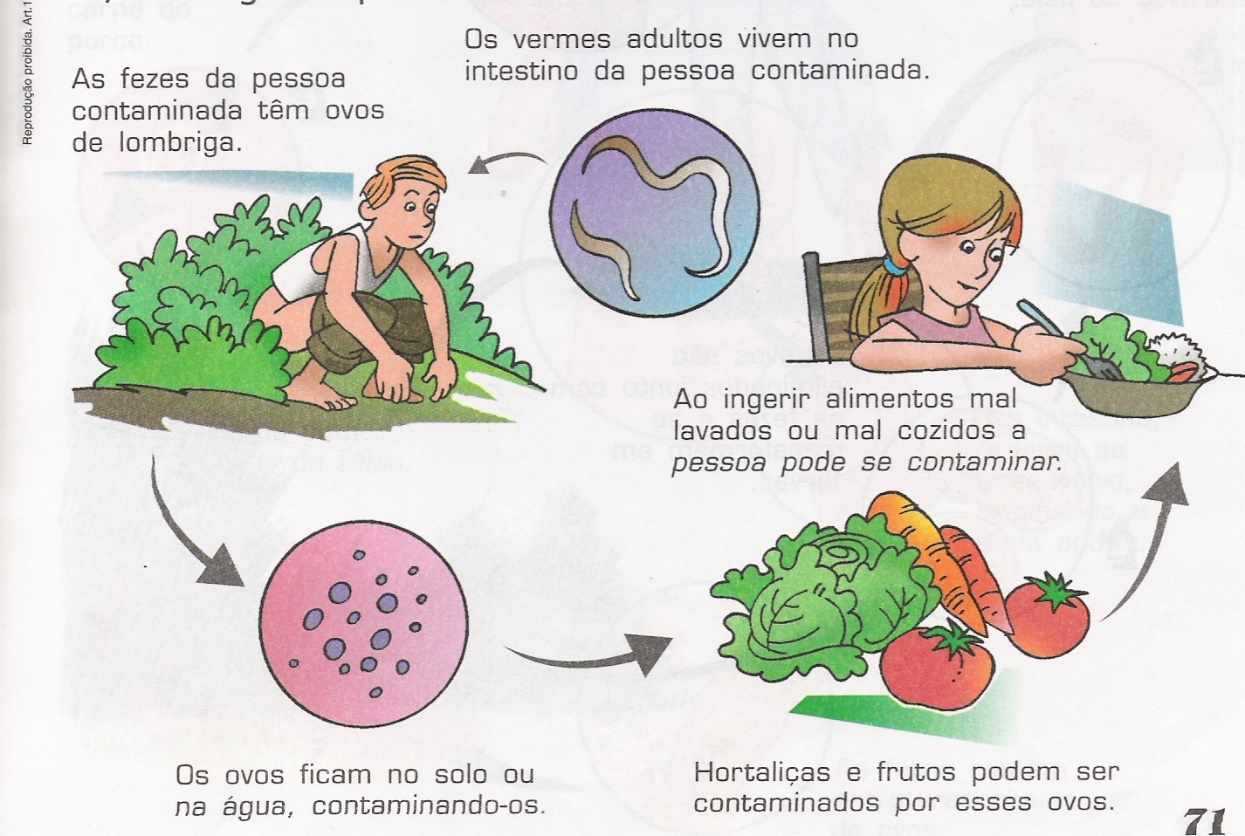 Reprodução proibida. Art.1
As fezes da pessoa
contaminada têm ovos
de lombriga.
Os vermes adultos vivem no
intestino da pessoa contaminada.
Ao ingerir alimentos mal
lavados ou mal cozidos a
pessoa pode se contaminar.
Os ovos ficam no solo ou
na água, contaminando-os.
Hortaliças e frutos podem ser
contaminados por esses ovos.
71